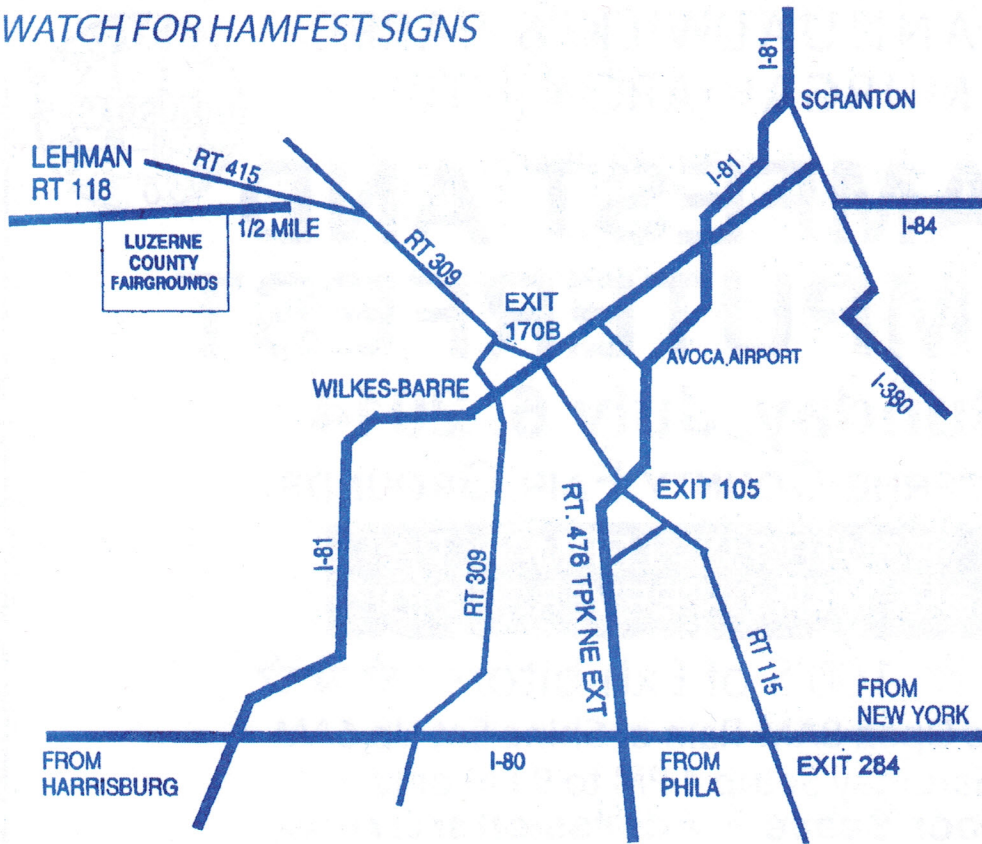 WATCH FOR HAMFEST SIGNS
I-81
SCRANTON
LEHMAN
RT 118
RT 415
I-81
1/2 MILE
I-84
LUZERNE
COUNTY
FAIRGROUNDS
RT 309
EXIT
170B
AVOCA AIRPORT
WILKES-BARRE
I-380
EXIT 105
I-81
RT 309
RT. 476 TPK NE EXT
RT 115
FROM
NEW YORK
FROM
HARRISBURG
I-80
FROM
PHILA
EXIT 284